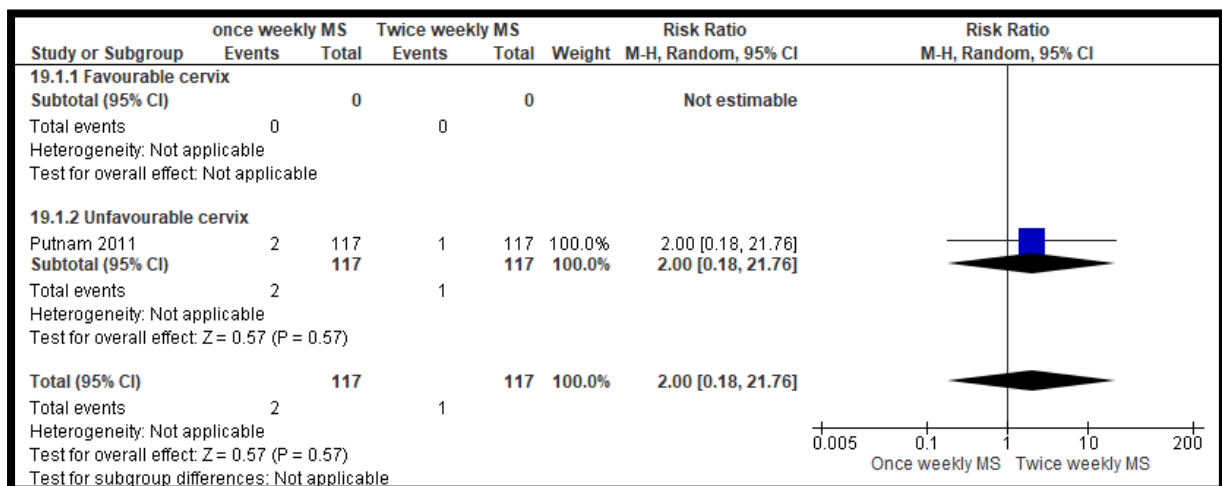 once weekly MS Twice weekly MS Risk Ratio Risk Ratio
Study or Subgroup Events Total Events Total Weight M-H, Random, 95% CI M-H, Random, 95% CI
19.1.1 Favourable cervix
Subtotal (95% CI) 0 0 Not estimable
Total events 0 0
Heterogeneity: Not applicable
Test for overall effect: Not applicable
19.1.2 Unfavourable cervix
Putnam 2011 2 117 1 117 100.0% 2.00 [0.18, 21.76]
Subtotal (95% CI) 117 117 100.0% 2.00 [0.18, 21.76]
Total events 2 1
Heterogeneity: Not applicable
Test for overall effect: Z = 0.57 (P = 0.57)
Total (95% CI) 117 117 100.0% 2.00 [0.18, 21.76]
Total events 2 1
Heterogeneity: Not applicable
Test for overall effect: Z = 0.57 (P = 0.57)
Test for subgroup differences: Not applicable
0.005 0.1 1 10 200
Once weekly MS Twice weekly MS